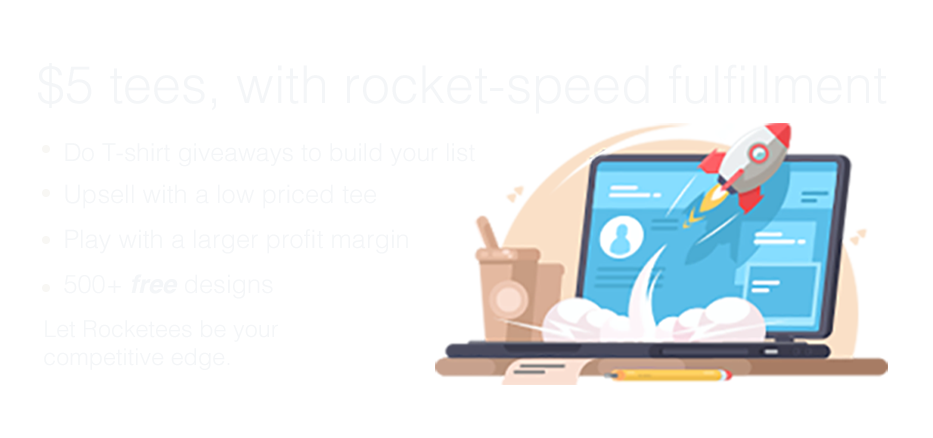 $5 tees, with rocket-speed fulfillment
• Do T-shirt giveaways to build your list
• Upsell with a low priced tee
• Play with a larger profit margin
• 500+ free designs
Let Rocketees be your
competitive edge.